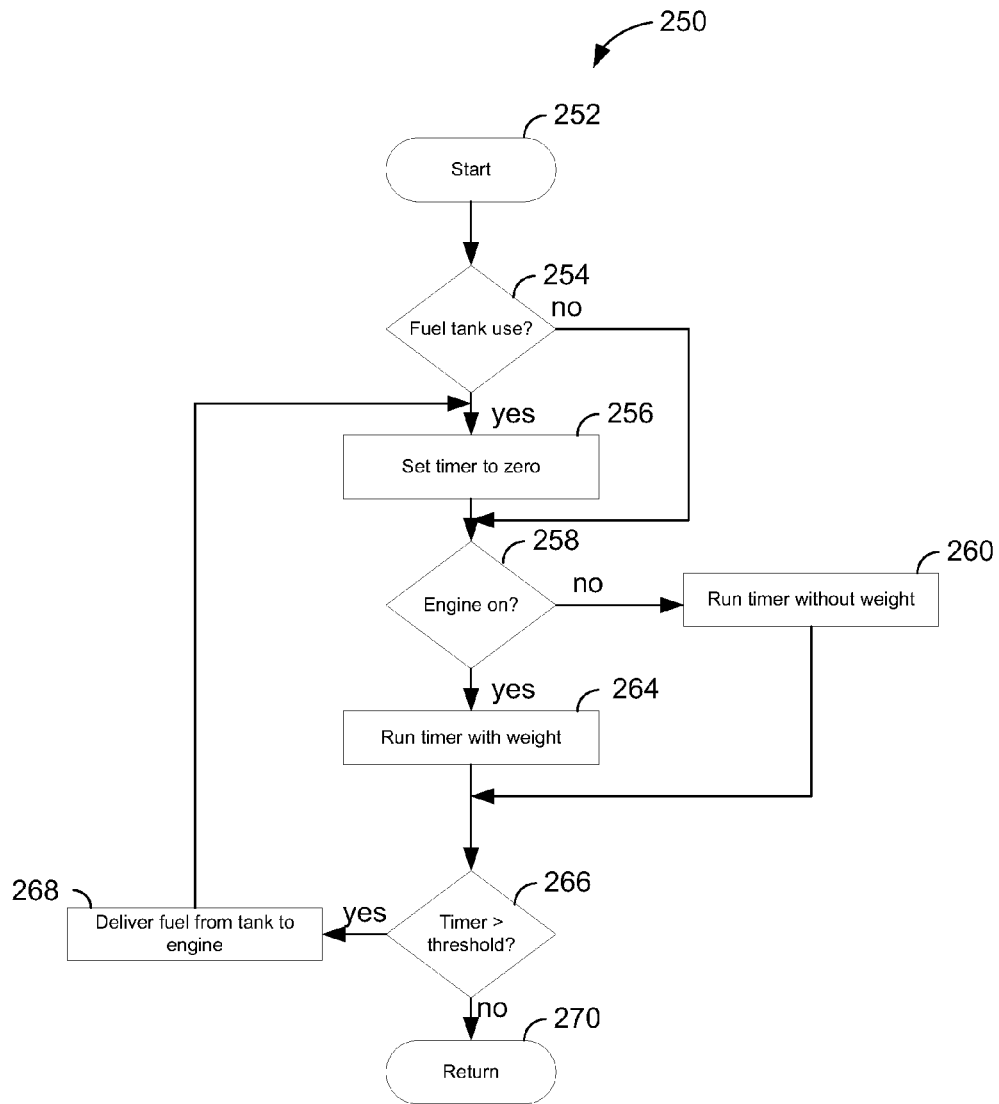 250
252
Start
254
no
Fuel tank use?
yes
256
Set timer to zero
258
260
no
Engine on?
Run timer without weight
yes
264
Run timer with weight
268
266
yes
Deliver fuel from tank to
engine
Timer >
threshold?
no
270
Return